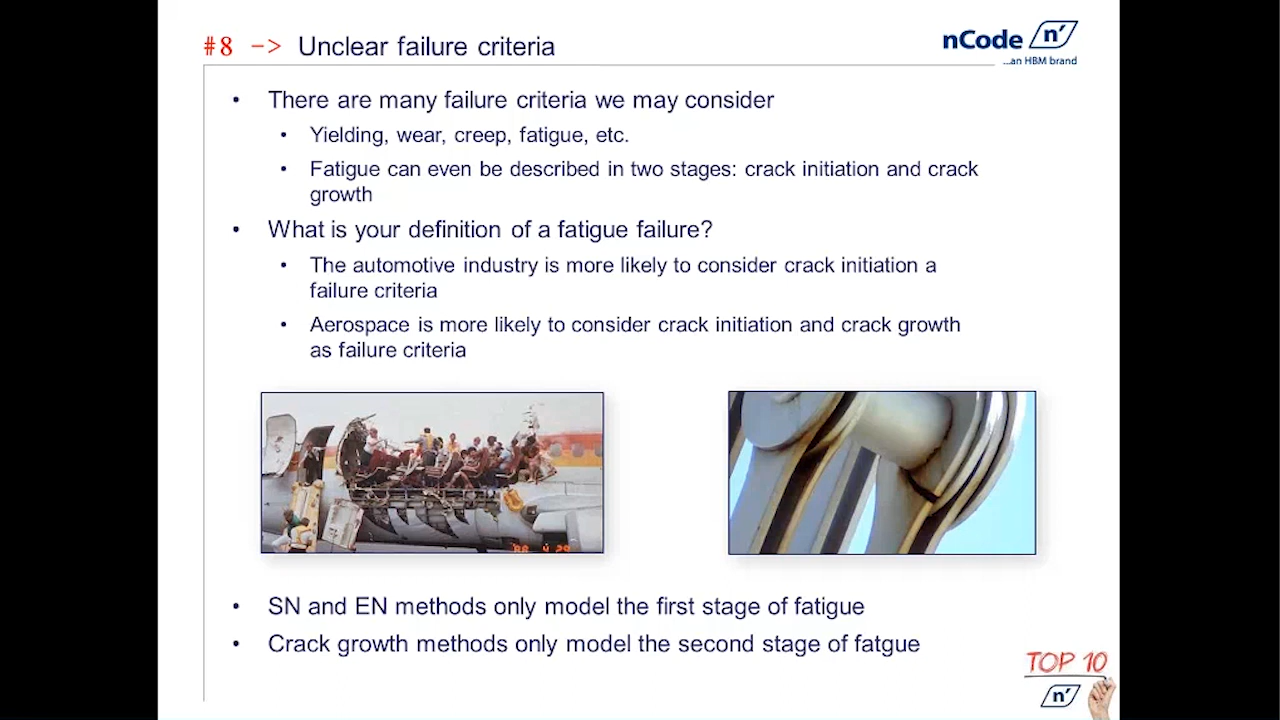 #8 -> Unclear failure criteria
nCode n'
...an HBM brand
• There are many failure criteria we may consider
• Yielding, wear, creep, fatigue, etc.
• Fatigue can even be described in two stages: crack initiation and crack
growth
• What is your definition of a fatigue failure?
• The automotive industry is more likely to consider crack initiation a
failure criteria
• Aerospace is more likely to consider crack initiation and crack growth
as failure criteria
• SN and EN methods only model the first stage of fatigue
• Crack growth methods only model the second stage of fatgue
TOP 10
n'